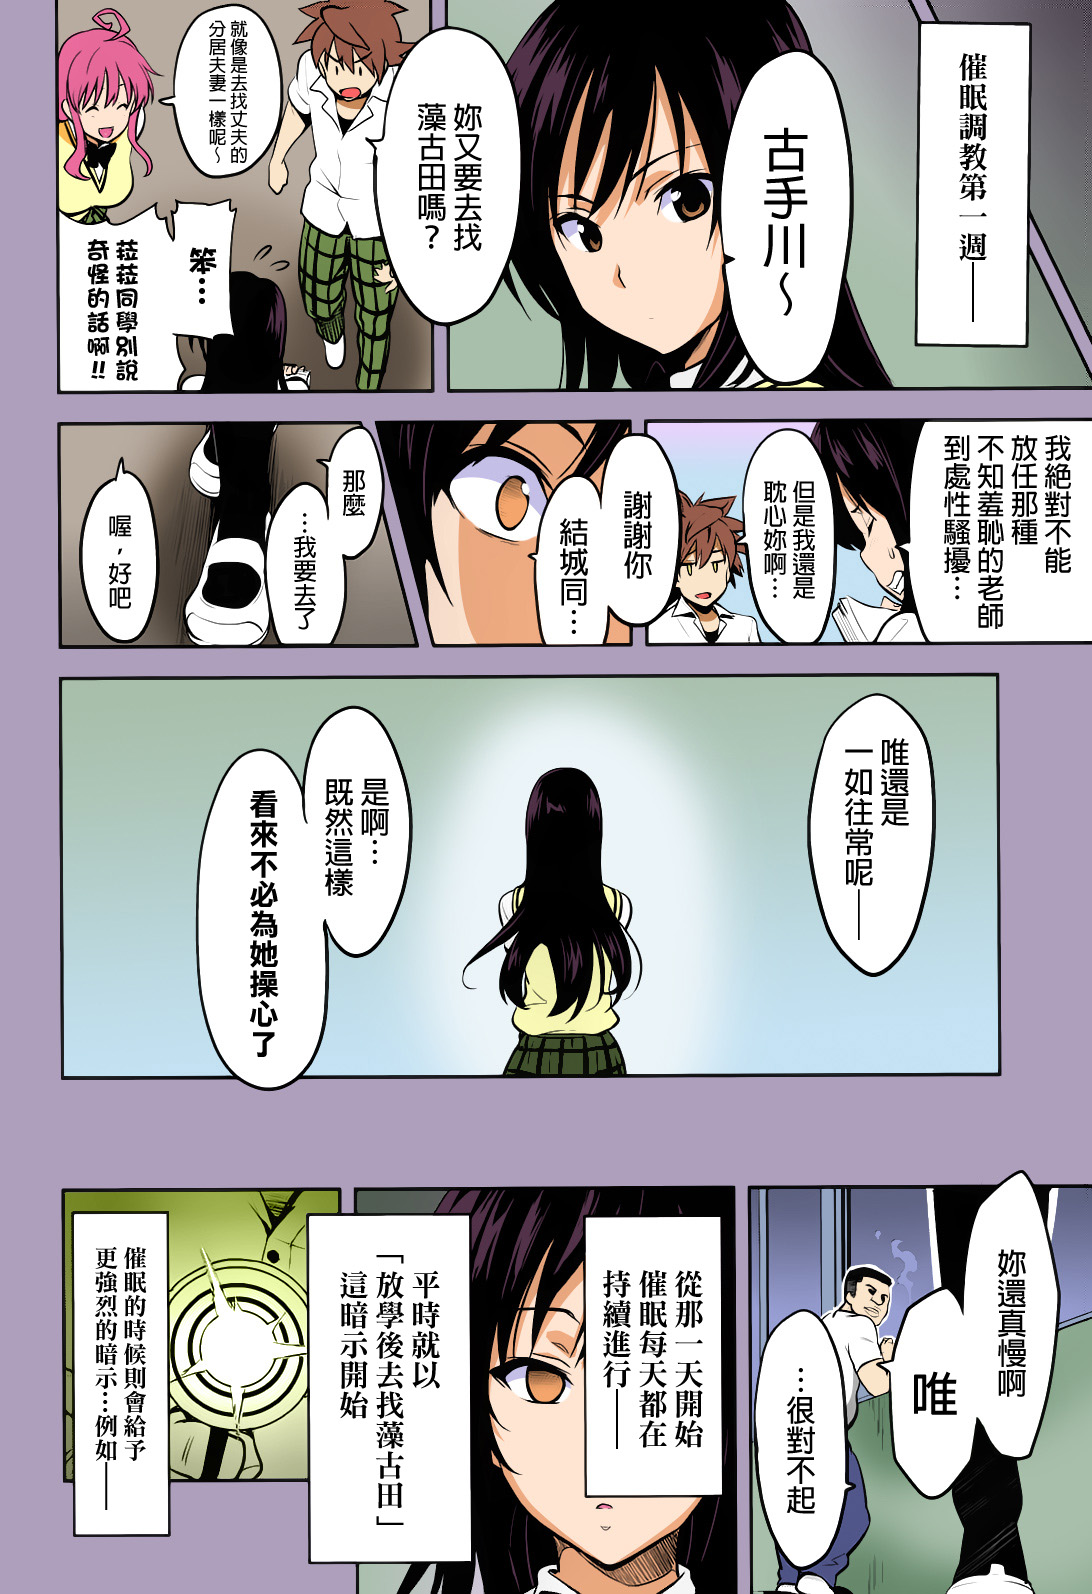 催眠調教第一週——
古手川～
妳又要去找
藻古田嗎？
就像是去找丈夫的
分居夫妻一樣呢～
笨…
菈菈同學別說
奇怪的話啊!!
我絕對不能
放任那種
不知羞恥的老師
到處性騷擾…
但是我還是
耽心妳啊…
謝謝你
結城同…
那麼
…我要去了
喔，好吧
唯還是
一如往常呢——
是啊…
既然這樣
看來不必為她操心了
妳還真慢啊
唯
…很對不起
從那一天開始
催眠每天都在
持續進行——
平時就以
「放學後去找藻古田」
這暗示開始
催眠的時候則會給予
更強烈的暗示…例如——